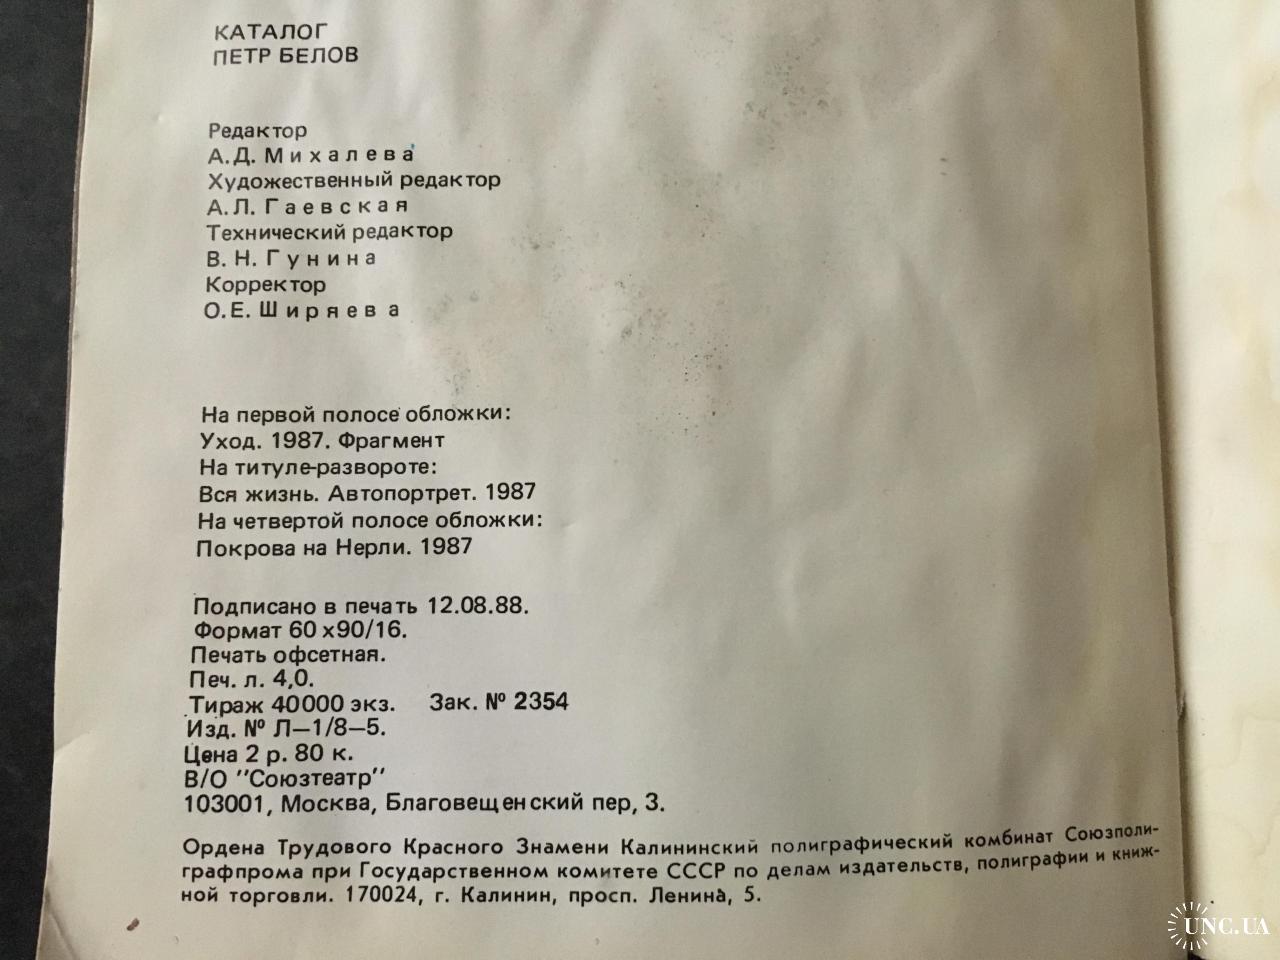 КАТАЛОГ
ПЕТР БЕЛОВ
Редактор
А.Д. Михалева
Художественный редактор
А.Л. Гаевская
Технический редактор
В. Н. Гунина
Корректор
О.Е. Ширяева
На первой полосе обложки:
Уход. 1987. Фрагмент
На титуле-развороте:
Вся жизнь. Автопортрет. 1987
На четвертой полосе обложки:
Покрова на Нерли. 1987
Подписано в печать 12.08.88.
Формат 60 х90/16.
Печать офсетная.
Печ. л. 4,0.
Тираж 40000 экз. Зак. № 2354
Изд. № Л—1/8—5.
Цена 2 р. 80 к.
В/О "Союзтеатр"
103001, Москва, Благовещенский пер, 3.
Ордена Трудового Красного Знамени Калининский полиграфический комбинат Союзполи-
графпрома при Государственном комитете СССР по делам издательств, полиграфии и книж-
ной торговли. 170024, г. Калинин, просп. Ленина, 5.
UNC.UA